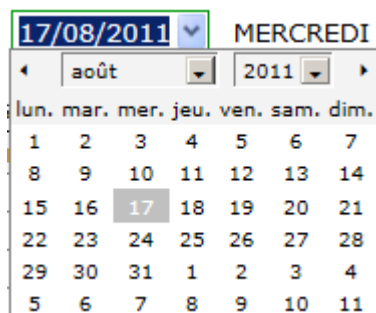 17/08/2011 MERCREDI
août 2011
lun. mar. mer. jeu. ven. sam. dim.
1 2 3 4 5 6 7
8 9 10 11 12 13 14
15 16 17 18 19 20 21
22 23 24 25 26 27 28
29 30 31 1 2 3 4
5 6 7 8 9 10 11